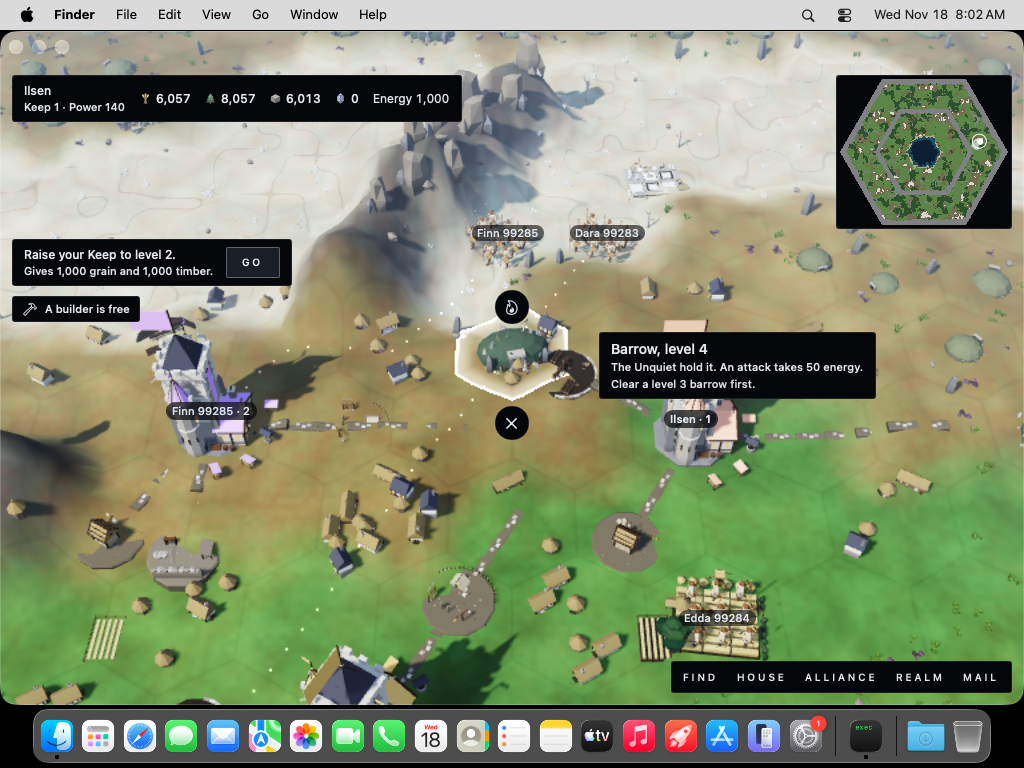 Finder File Edit View Go Window Help
Wed Nov 18 8:02 AM
Ilsen
Keep 1 · Power 140
6,057 8,057 6,013 0 Energy 1,000
Finn 99285
Dara 99283
Raise your Keep to level 2.
Gives 1,000 grain and 1,000 timber.
GO
A builder is free
Barrow, level 4
The Unquiet hold it. An attack takes 50 energy.
Clear a level 3 barrow first.
Finn 99285 · 2
Ilsen · 1
Edda 99284
FIND HOUSE ALLIANCE REALM MAIL
Wed
18
tv
1
exec